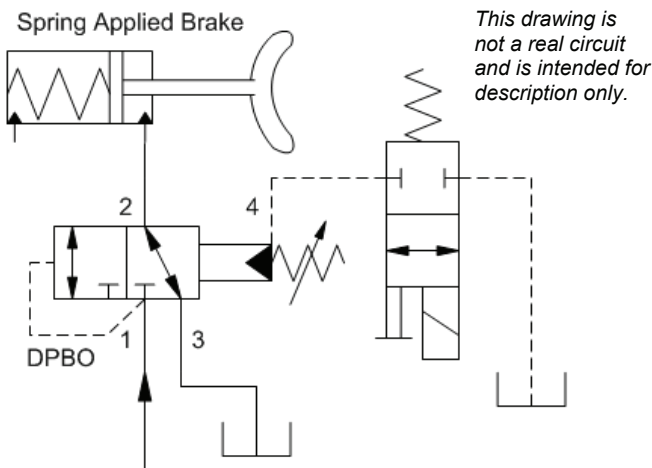 Spring Applied Brake
This drawing is
not a real circuit
and is intended for
description only.
2
4
1
3
DPBO